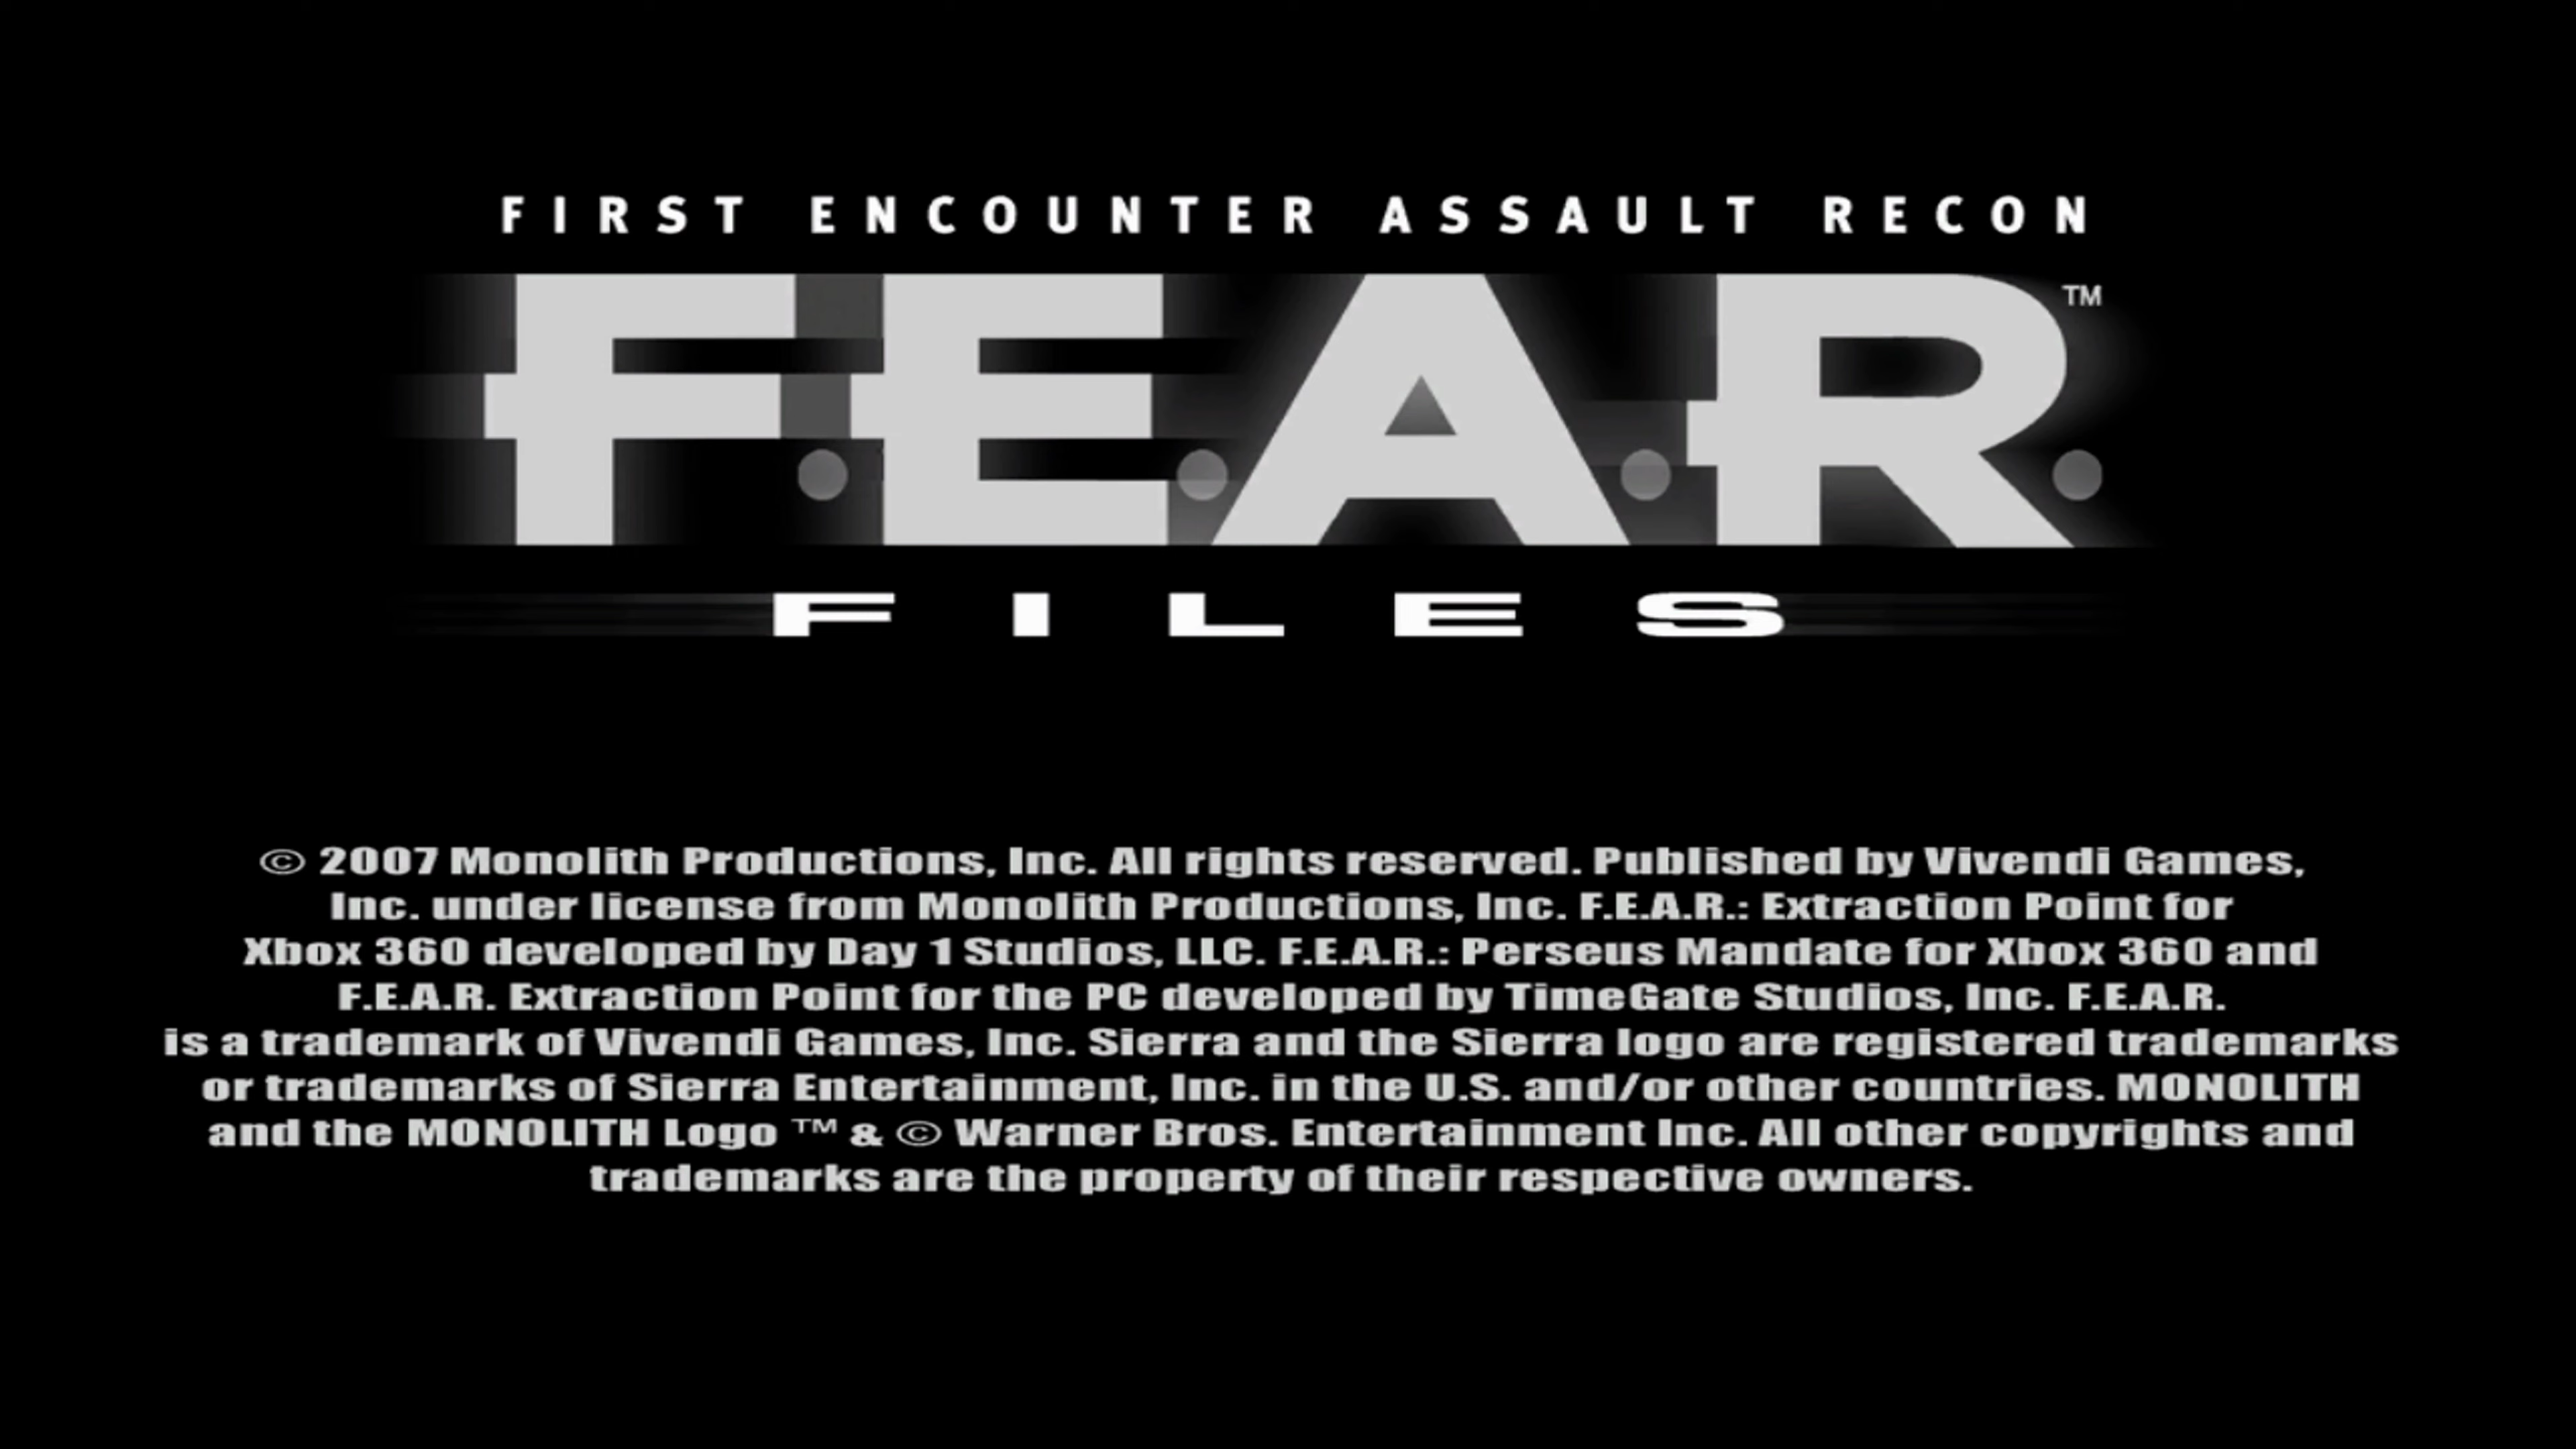 FIRST ENCOUNTER ASSAULT RECON
F.E.A.R.™
FILES
© 2007 Monolith Productions, Inc. All rights reserved. Published by Vivendi Games,
Inc. under license from Monolith Productions, Inc. F.E.A.R.: Extraction Point for
Xbox 360 developed by Day 1 Studios, LLC. F.E.A.R.: Perseus Mandate for Xbox 360 and
F.E.A.R. Extraction Point for the PC developed by TimeGate Studios, Inc. F.E.A.R.
is a trademark of Vivendi Games, Inc. Sierra and the Sierra logo are registered trademarks
or trademarks of Sierra Entertainment, Inc. in the U.S. and/or other countries. MONOLITH
and the MONOLITH Logo ™ & © Warner Bros. Entertainment Inc. All other copyrights and
trademarks are the property of their respective owners.